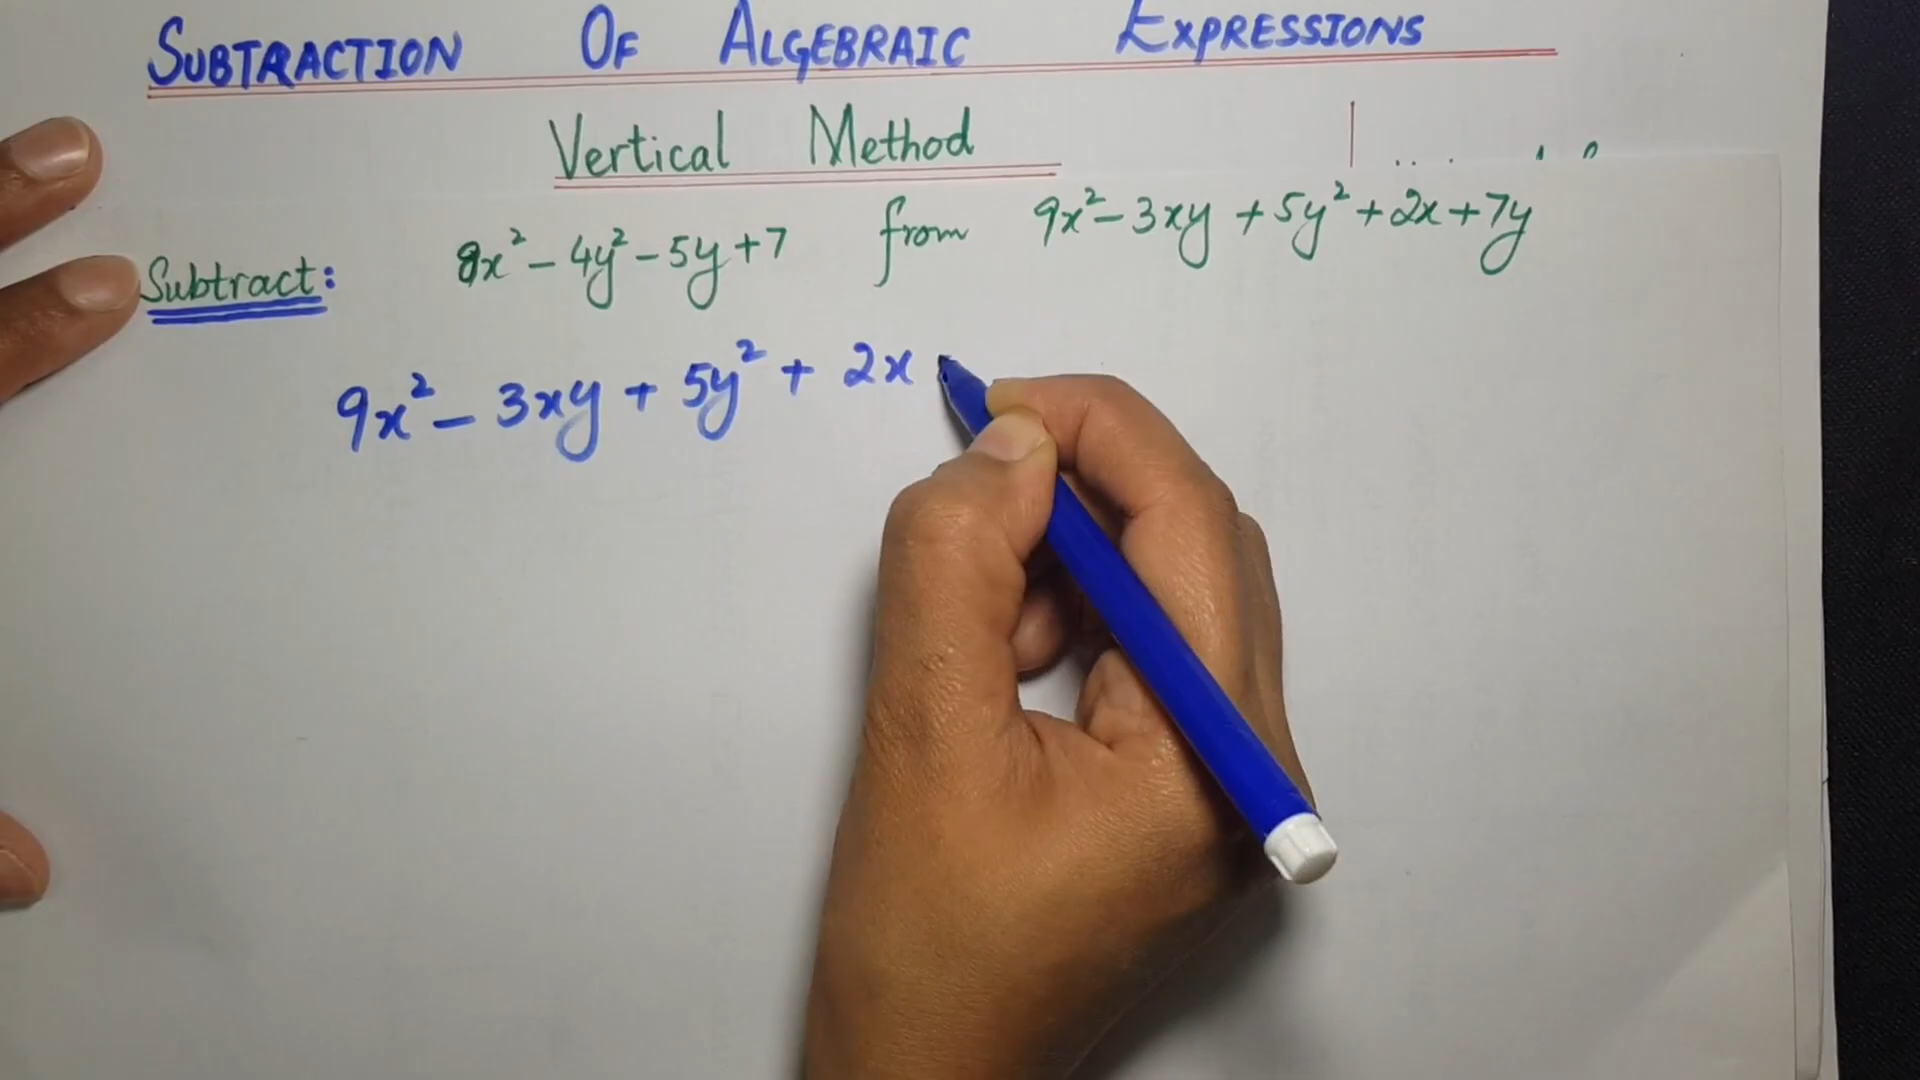 SUBTRACTION OF ALGEBRAIC EXPRESSIONS
Vertical Method
Subtract: 8x² - 4y² - 5y + 7 from 9x² - 3xy + 5y² + 2x + 7y
9x² - 3xy + 5y² + 2x